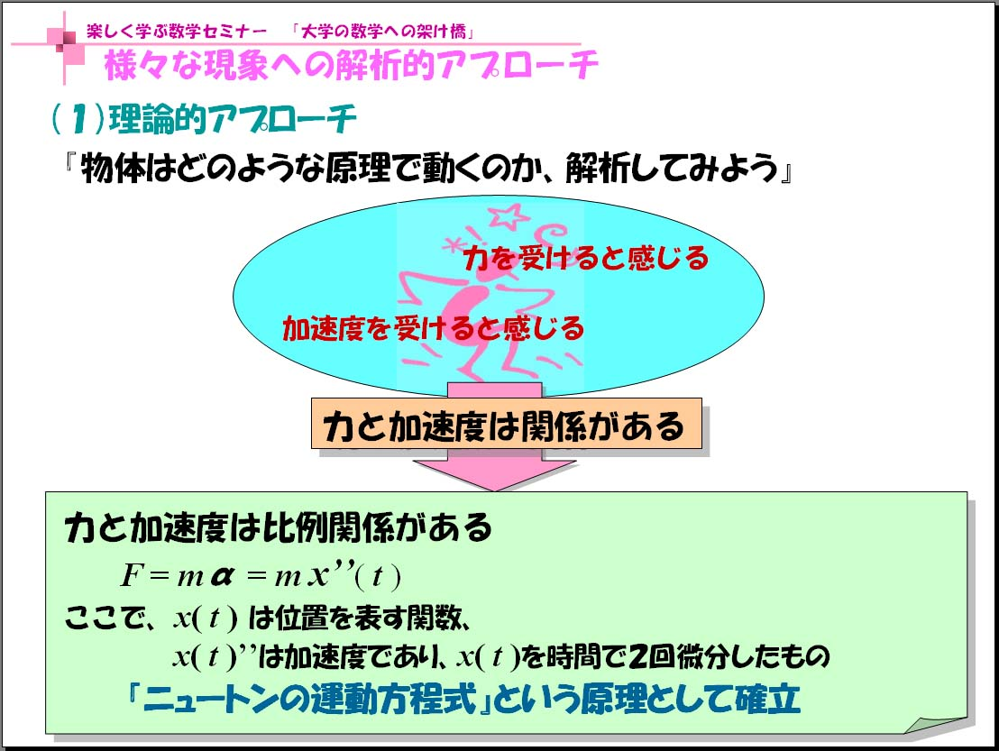 楽しく学ぶ数学セミナー 「大学の数学への架け橋」
様々な現象への解析的アプローチ
(1)理論的アプローチ
『物体はどのような原理で動くのか、解析してみよう』
力を受けると感じる
加速度を受けると感じる
力と加速度は関係がある
力と加速度は比例関係がある
F = m α = m x’’( t )
ここで、 x( t ) は位置を表す関数、
x( t )’’は加速度であり、x( t )を時間で2回微分したもの
『ニュートンの運動方程式』という原理として確立